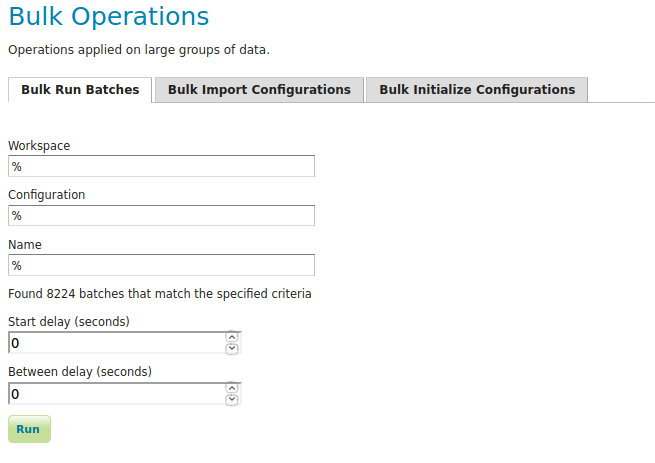 Bulk Operations
Operations applied on large groups of data.
Bulk Run Batches Bulk Import Configurations Bulk Initialize Configurations
Workspace
%
Configuration
%
Name
%
Found 8224 batches that match the specified criteria
Start delay (seconds)
0
Between delay (seconds)
0
Run